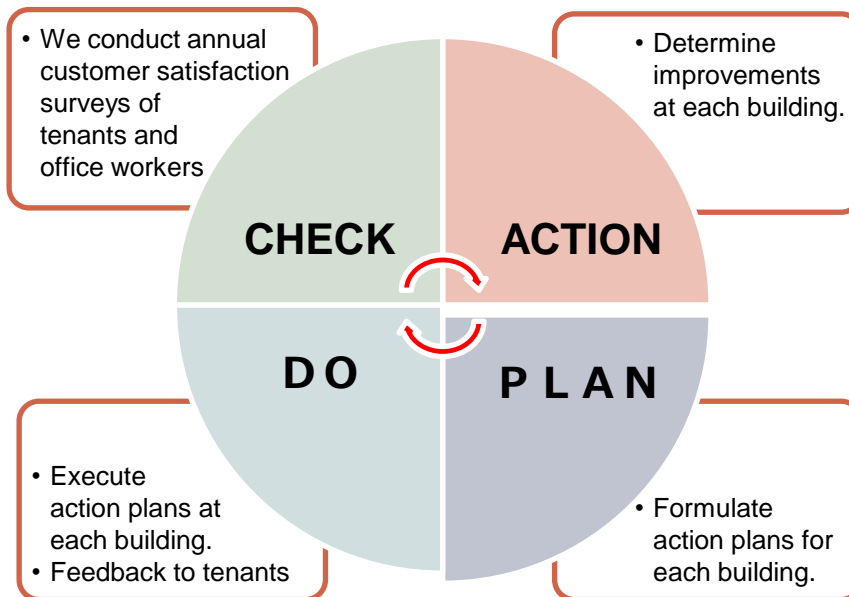 • We conduct annual
customer satisfaction
surveys of
tenants and
office workers
• Determine
improvements
at each building.
CHECK
ACTION
D O
P L A N
• Execute
action plans at
each building.
• Feedback to tenants
• Formulate
action plans for
each building.